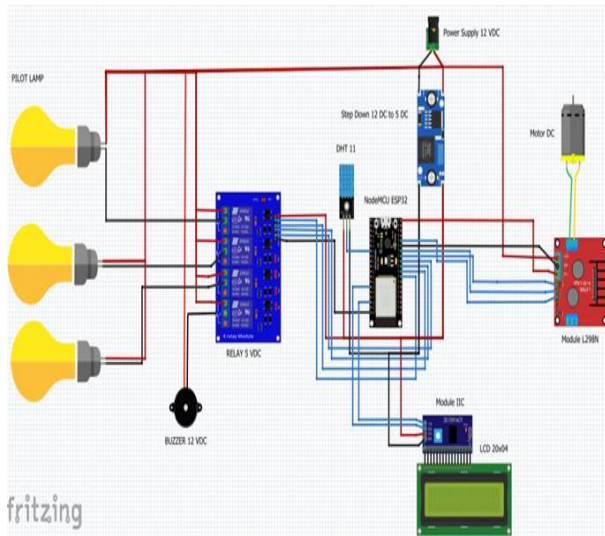 Power Supply 12 VDC
PILOT LAMP
Step Down 12 DC to 5 DC
Motor DC
DHT 11
NodeMCU ESP32
RELAY 5 VDC
Module L298N
Module IIC
BUZZER 12 VDC
LCD 20x04
fritzing